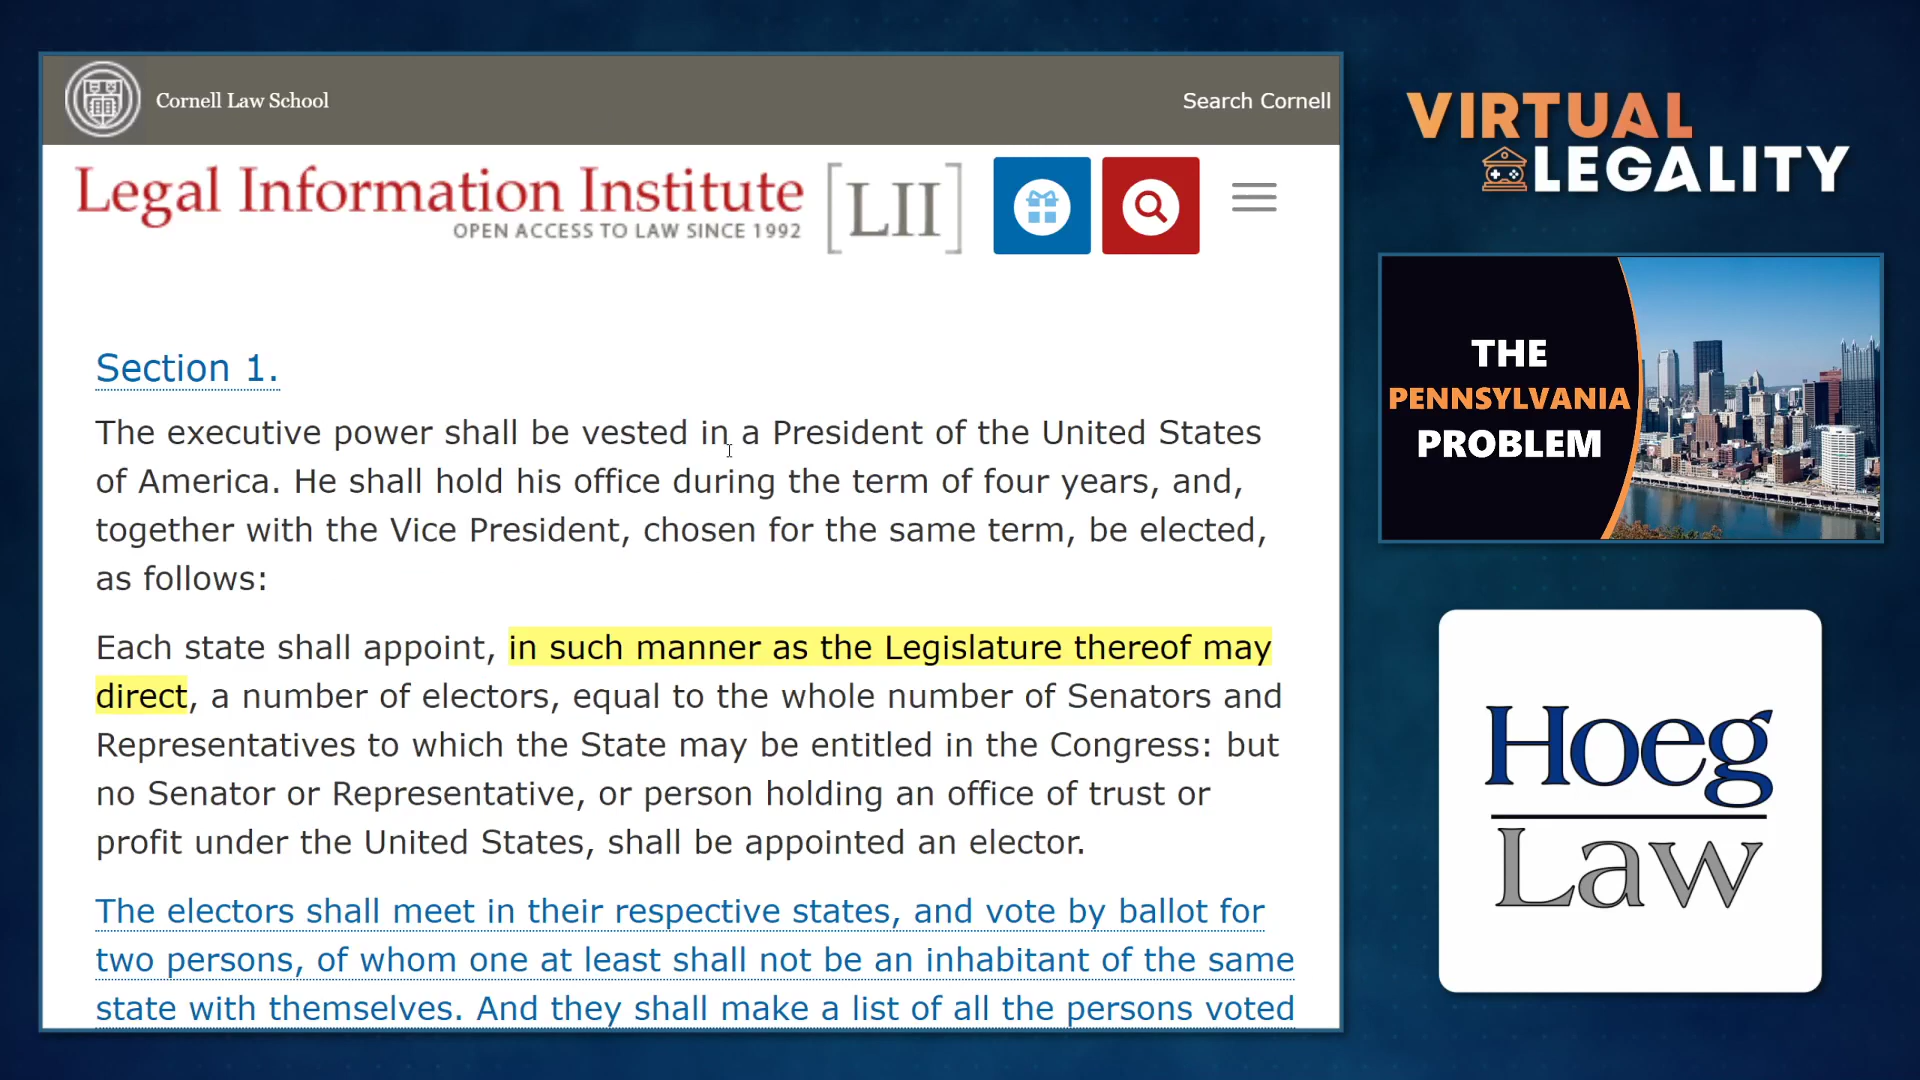 Cornell Law School
Search Cornell
Legal Information Institute
OPEN ACCESS TO LAW SINCE 1992
[LII]
Section 1.
The executive power shall be vested in a President of the United States
of America. He shall hold his office during the term of four years, and,
together with the Vice President, chosen for the same term, be elected,
as follows:
Each state shall appoint, in such manner as the Legislature thereof may
direct, a number of electors, equal to the whole number of Senators and
Representatives to which the State may be entitled in the Congress: but
no Senator or Representative, or person holding an office of trust or
profit under the United States, shall be appointed an elector.
The electors shall meet in their respective states, and vote by ballot for
two persons, of whom one at least shall not be an inhabitant of the same
state with themselves. And they shall make a list of all the persons voted
VIRTUAL
LEGALITY
THE
PENNSYLVANIA
PROBLEM
Hoeg
Law